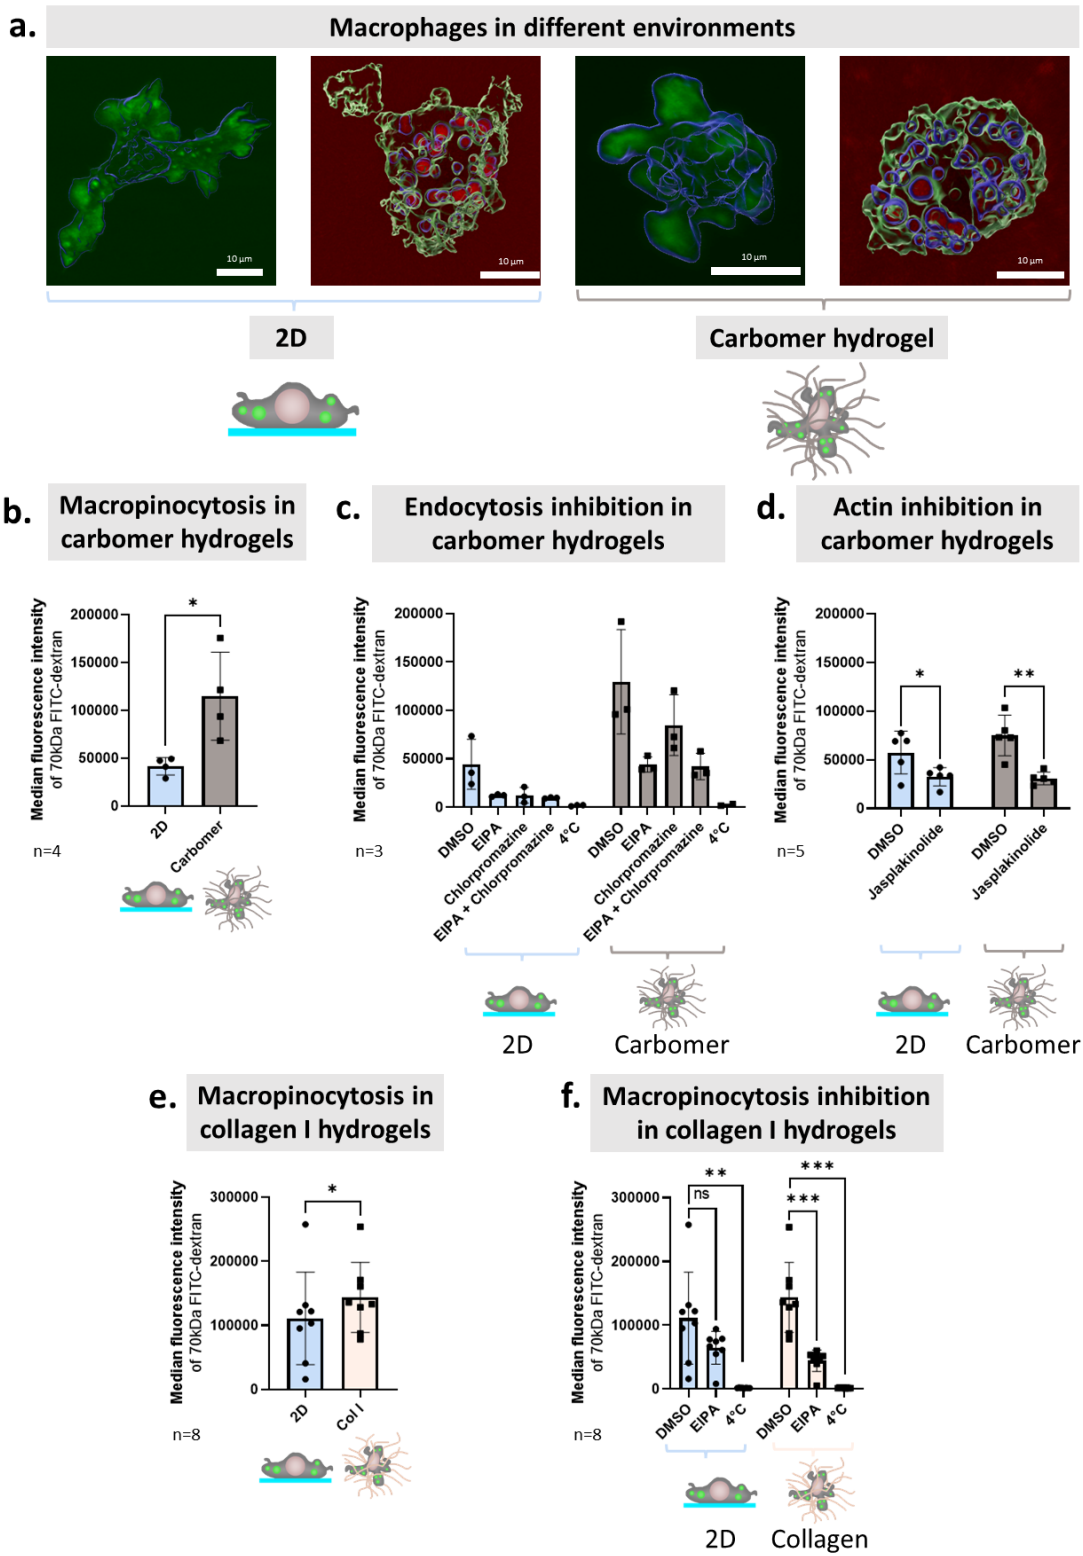 a.
Macrophages in different environments
10 µm
10 µm
10 µm
10 µm
2D
Carbomer hydrogel
b.
Macropinocytosis in
carbomer hydrogels
Median fluorescence intensity
of 70kDa FITC-dextran
200000
150000
100000
50000
0
*
2D
Carbomer
n=4
c.
Endocytosis inhibition in
carbomer hydrogels
Median fluorescence intensity
of 70kDa FITC-dextran
200000
150000
100000
50000
0
DMSO
EIPA
Chlorpromazine
EIPA + Chlorpromazine
4°C
DMSO
EIPA
Chlorpromazine
EIPA + Chlorpromazine
4°C
n=3
2D
Carbomer
d.
Actin inhibition in
carbomer hydrogels
Median fluorescence intensity
of 70kDa FITC-dextran
200000
150000
100000
50000
0
*
**
DMSO
Jasplakinolide
DMSO
Jasplakinolide
n=5
2D
Carbomer
e.
Macropinocytosis in
collagen I hydrogels
Median fluorescence intensity
of 70kDa FITC-dextran
300000
200000
100000
0
*
2D
Col I
n=8
f.
Macropinocytosis inhibition
in collagen I hydrogels
Median fluorescence intensity
of 70kDa FITC-dextran
300000
200000
100000
0
**
ns
***
***
DMSO
EIPA
4°C
DMSO
EIPA
4°C
n=8
2D
Collagen